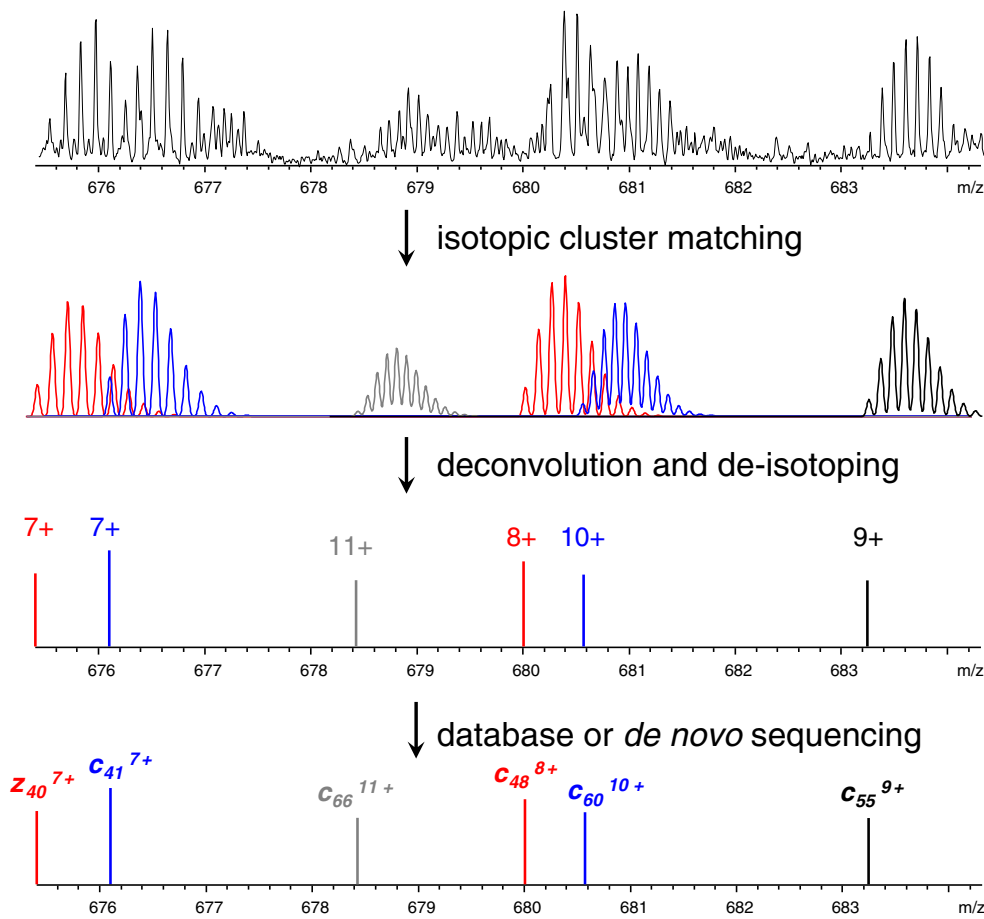 676 677 678 679 680 681 682 683 m/z
isotopic cluster matching
deconvolution and de-isotoping
7+ 7+ 11+ 8+ 10+ 9+
676 677 678 679 680 681 682 683 m/z
database or de novo sequencing
z40 7+ c41 7+ c66 11+ c48 8+ c60 10+ c55 9+
676 677 678 679 680 681 682 683 m/z